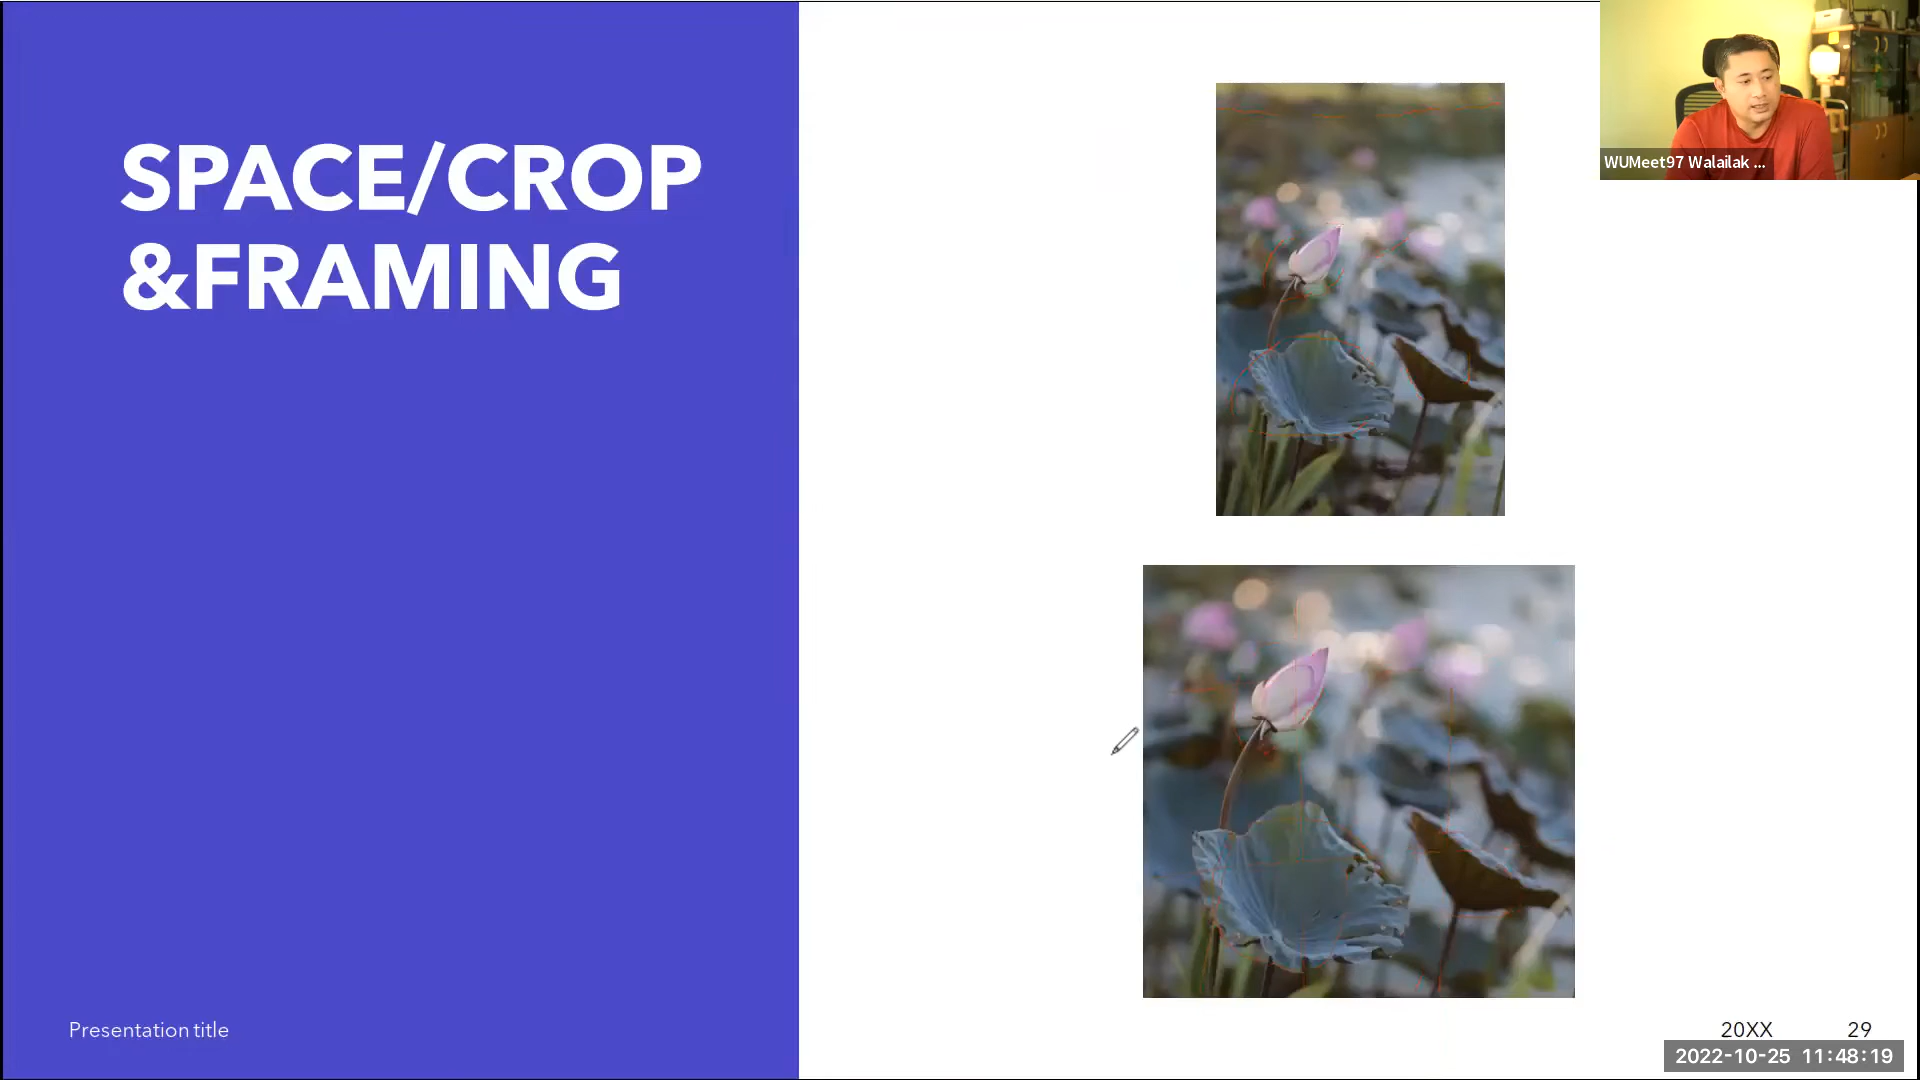 SPACE/CROP
&FRAMING
WUMeet97 Walailak ...
Presentation title
20XX
29
2022-10-25 11:48:19